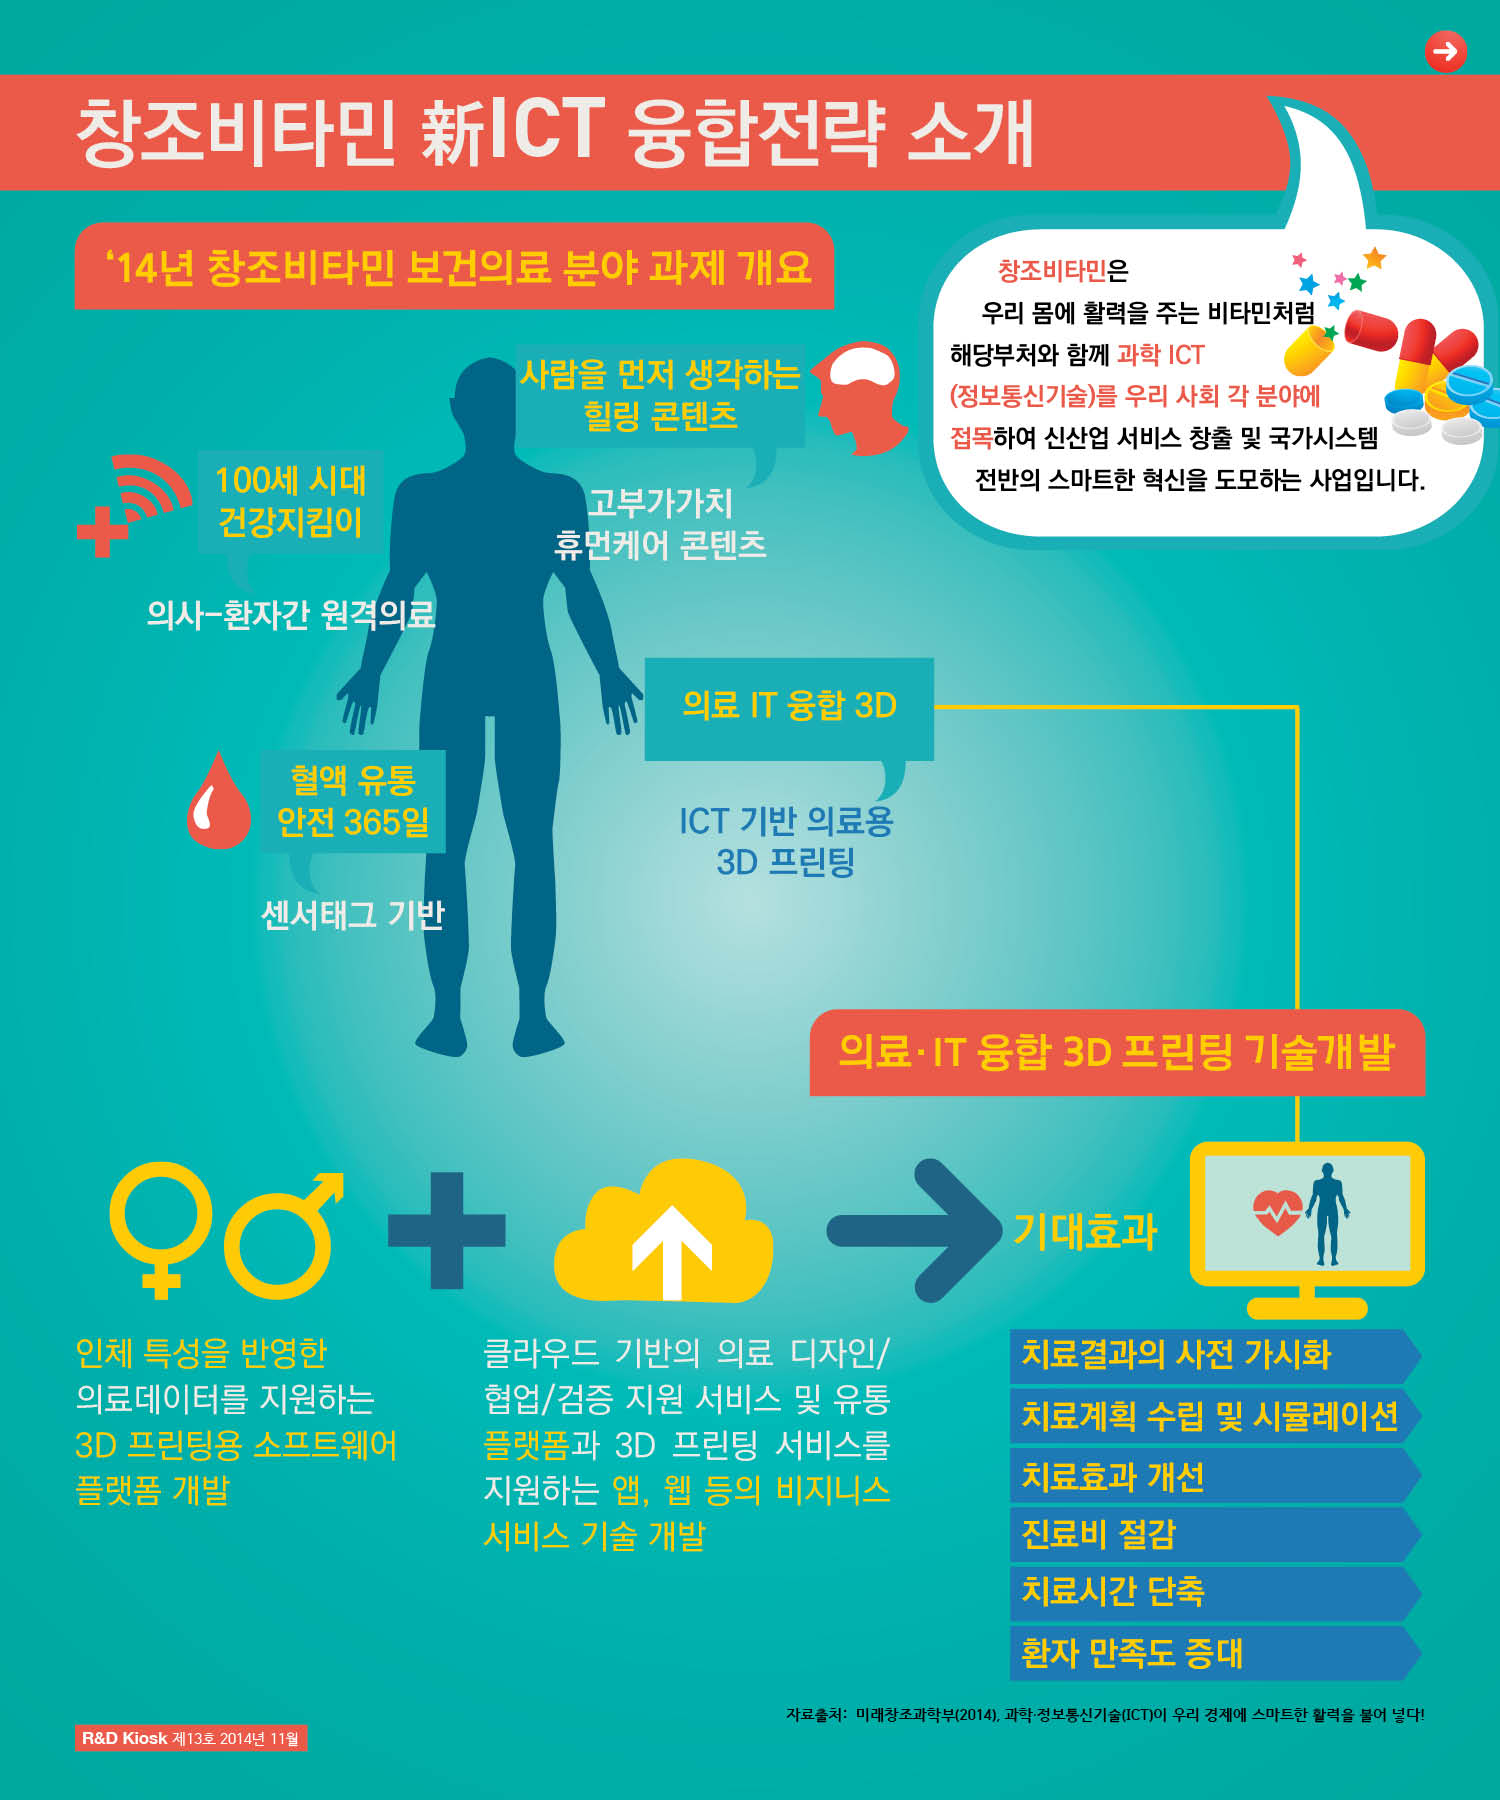 창조비타민 新ICT 융합전략 소개
‘14년 창조비타민 보건의료 분야 과제 개요
창조비타민은
우리 몸에 활력을 주는 비타민처럼
해당부처와 함께 과학 ICT
(정보통신기술)를 우리 사회 각 분야에
접목하여 신산업 서비스 창출 및 국가시스템
전반의 스마트한 혁신을 도모하는 사업입니다.
사람을 먼저 생각하는
힐링 콘텐츠
고부가가치
휴먼케어 콘텐츠
100세 시대
건강지킴이
의사-환자간 원격의료
의료 IT 융합 3D
ICT 기반 의료용
3D 프린팅
혈액 유통
안전 365일
센서태그 기반
의료·IT 융합 3D 프린팅 기술개발
인체 특성을 반영한
의료데이터를 지원하는
3D 프린팅용 소프트웨어
플랫폼 개발
클라우드 기반의 의료 디자인/
협업/검증 지원 서비스 및 유통
플랫폼과 3D 프린팅 서비스를
지원하는 앱, 웹 등의 비지니스
서비스 기술 개발
기대효과
치료결과의 사전 가시화
치료계획 수립 및 시뮬레이션
치료효과 개선
진료비 절감
치료시간 단축
환자 만족도 증대
자료출처: 미래창조과학부(2014), 과학·정보통신기술(ICT)이 우리 경제에 스마트한 활력을 불어 넣다!
R&D Kiosk 제13호 2014년 11월